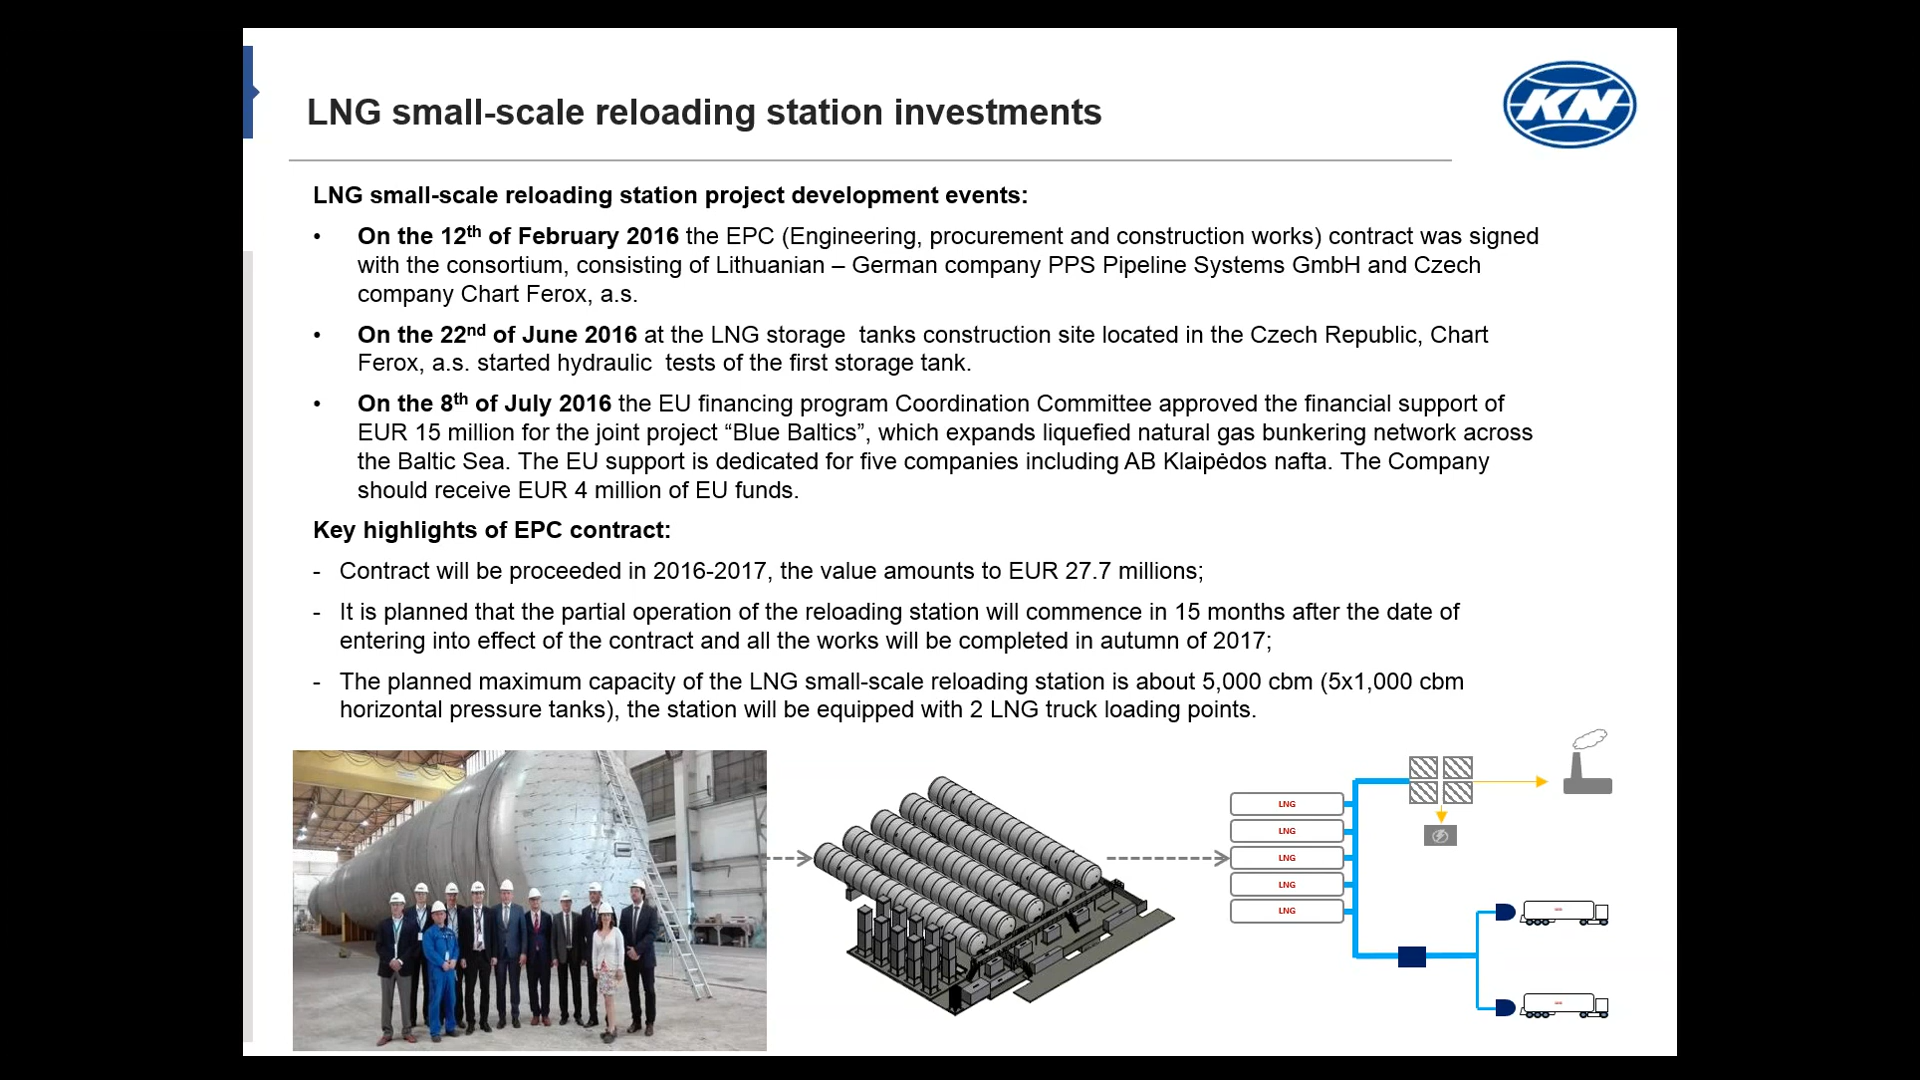 LNG small-scale reloading station investments
KN
LNG small-scale reloading station project development events:
• On the 12th of February 2016 the EPC (Engineering, procurement and construction works) contract was signed
with the consortium, consisting of Lithuanian – German company PPS Pipeline Systems GmbH and Czech
company Chart Ferox, a.s.
• On the 22nd of June 2016 at the LNG storage  tanks construction site located in the Czech Republic, Chart
Ferox, a.s. started hydraulic  tests of the first storage tank.
• On the 8th of July 2016 the EU financing program Coordination Committee approved the financial support of
EUR 15 million for the joint project “Blue Baltics”, which expands liquefied natural gas bunkering network across
the Baltic Sea. The EU support is dedicated for five companies including AB Klaipėdos nafta. The Company
should receive EUR 4 million of EU funds.
Key highlights of EPC contract:
- Contract will be proceeded in 2016-2017, the value amounts to EUR 27.7 millions;
- It is planned that the partial operation of the reloading station will commence in 15 months after the date of
entering into effect of the contract and all the works will be completed in autumn of 2017;
- The planned maximum capacity of the LNG small-scale reloading station is about 5,000 cbm (5x1,000 cbm
horizontal pressure tanks), the station will be equipped with 2 LNG truck loading points.
LNG
LNG
LNG
LNG
LNG